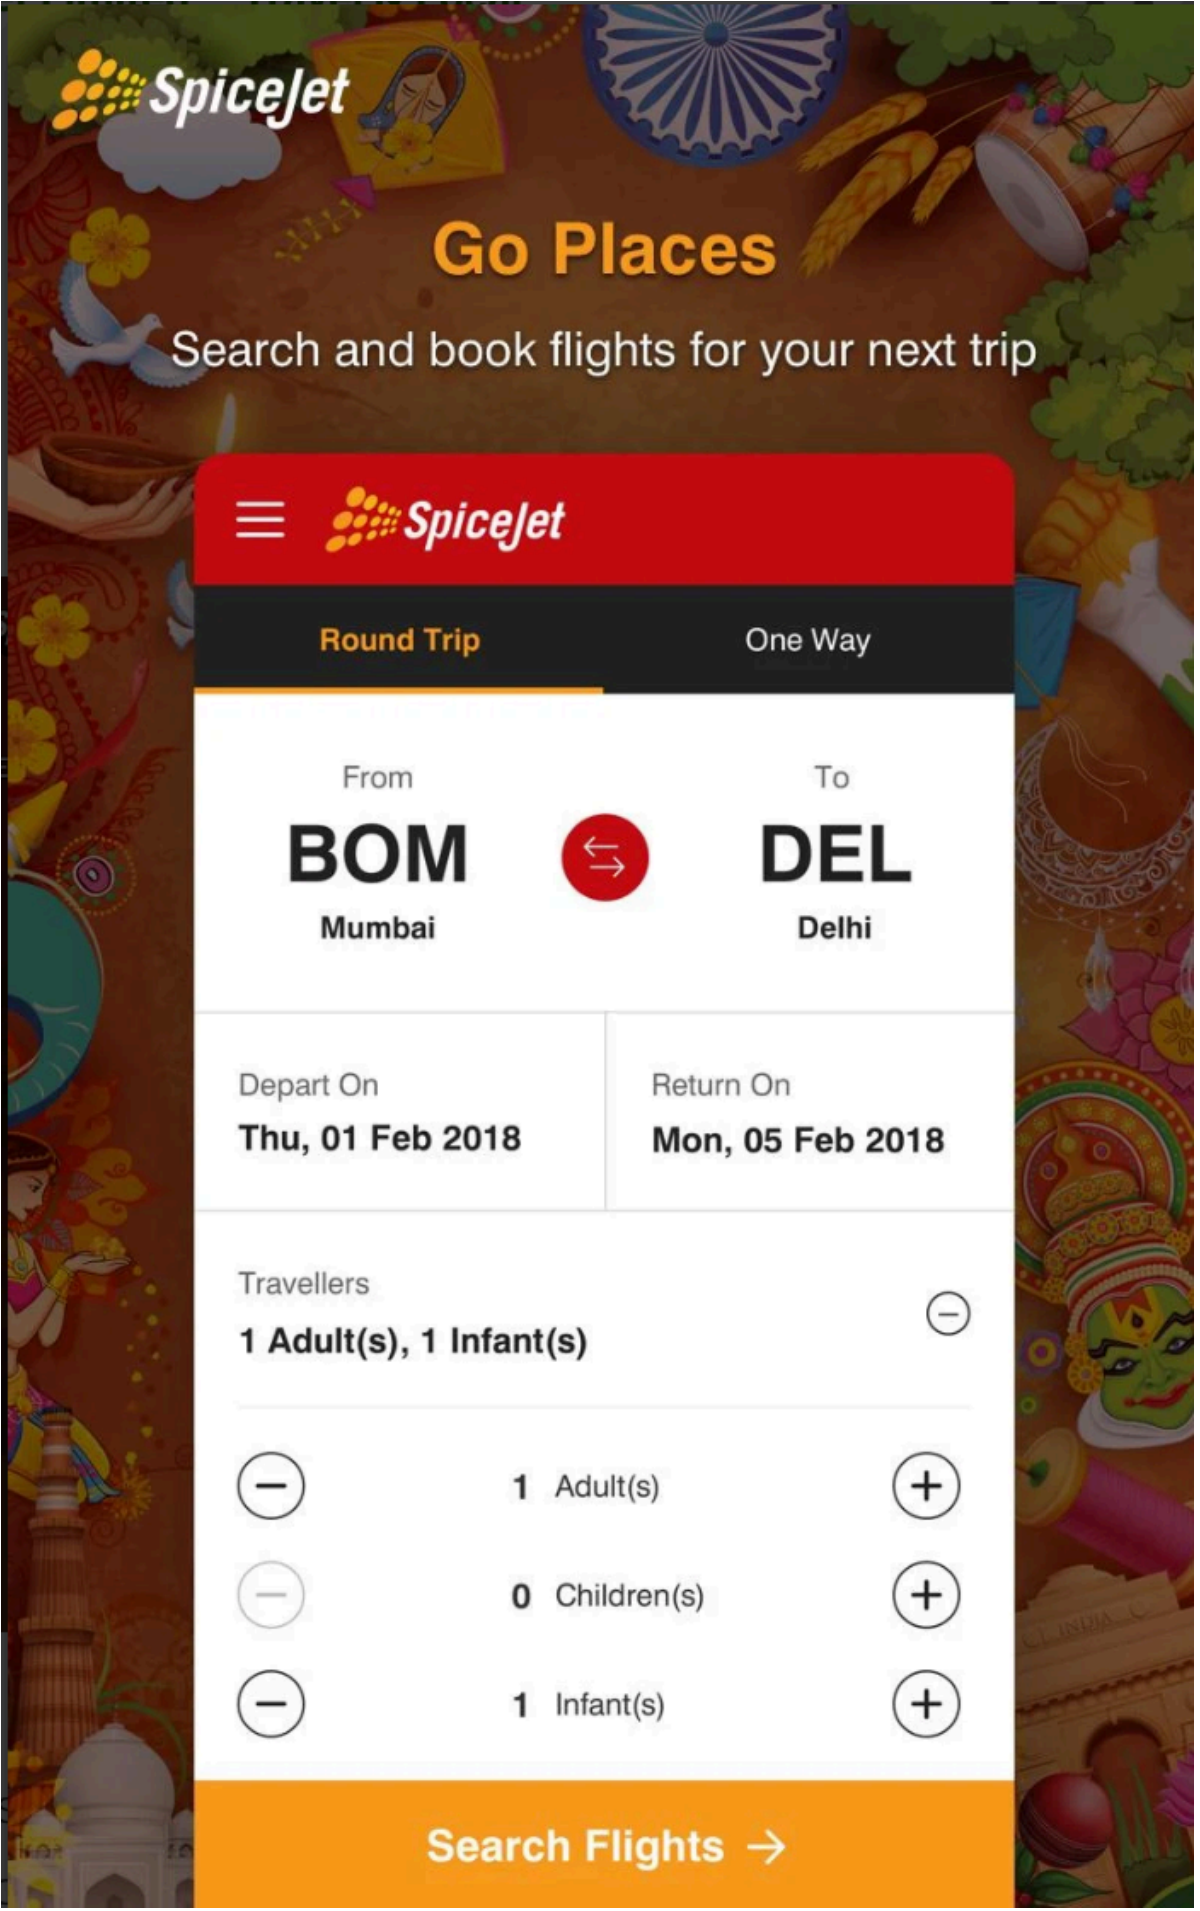 SpiceJet
Go Places
Search and book flights for your next trip
SpiceJet
Round Trip One Way
From To
BOM DEL
Mumbai Delhi
Depart On Return On
Thu, 01 Feb 2018 Mon, 05 Feb 2018
Travellers
1 Adult(s), 1 Infant(s)
1 Adult(s)
0 Children(s)
1 Infant(s)
INDIA
Search Flights →